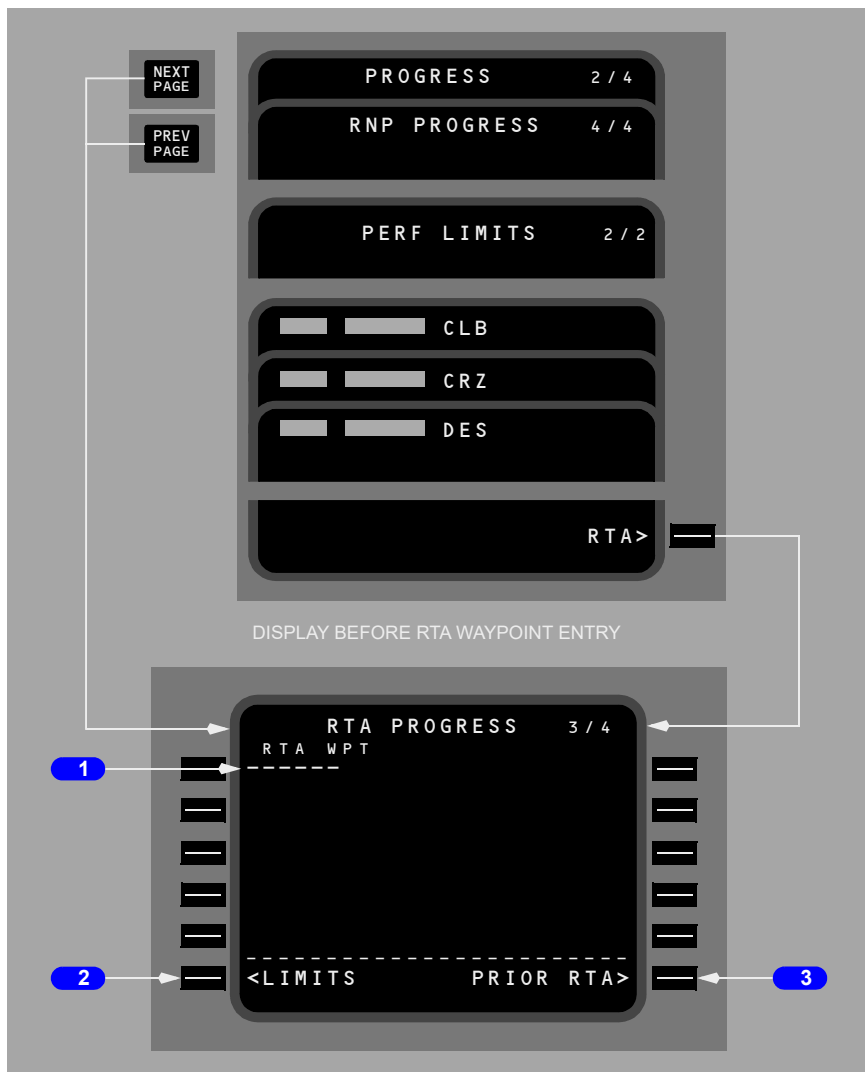 NEXT
PAGE
PREV
PAGE
PROGRESS 2/4
RNP PROGRESS 4/4
PERF LIMITS 2/2
CLB
CRZ
DES
RTA>
DISPLAY BEFORE RTA WAYPOINT ENTRY
RTA PROGRESS 3/4
RTA WPT
1
------
2
<LIMITS PRIOR RTA>
3